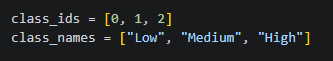 class_ids = [0, 1, 2]
class_names = ["Low", "Medium", "High"]